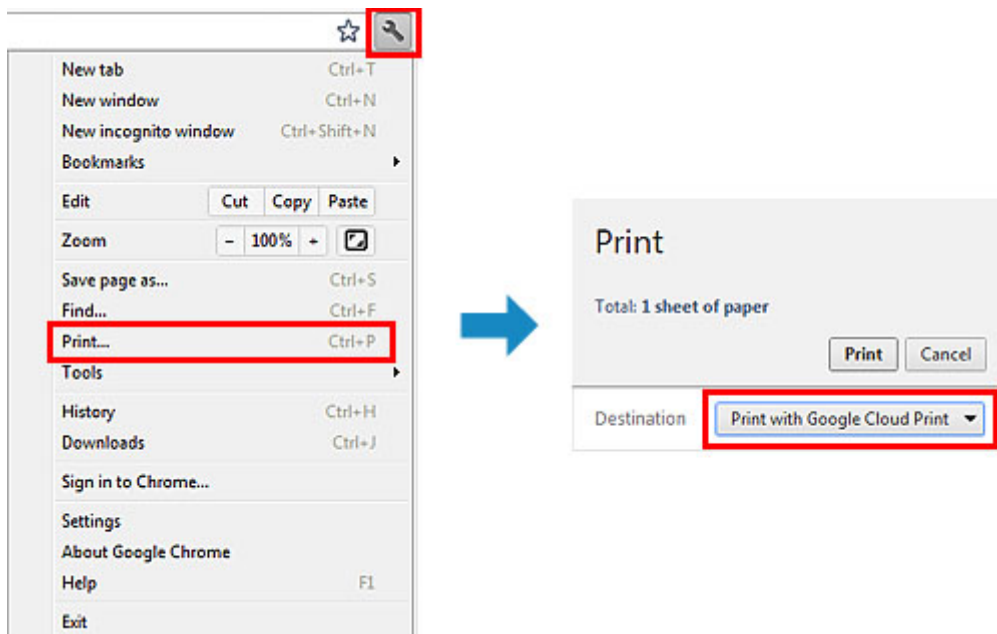 New tab Ctrl+T
New window Ctrl+N
New incognito window Ctrl+Shift+N
Bookmarks
Edit Cut Copy Paste
Zoom - 100% +
Save page as... Ctrl+S
Find... Ctrl+F
Print... Ctrl+P
Tools
History Ctrl+H
Downloads Ctrl+J
Sign in to Chrome...
Settings
About Google Chrome
Help F1
Exit
Print
Total: 1 sheet of paper
Print Cancel
Destination Print with Google Cloud Print